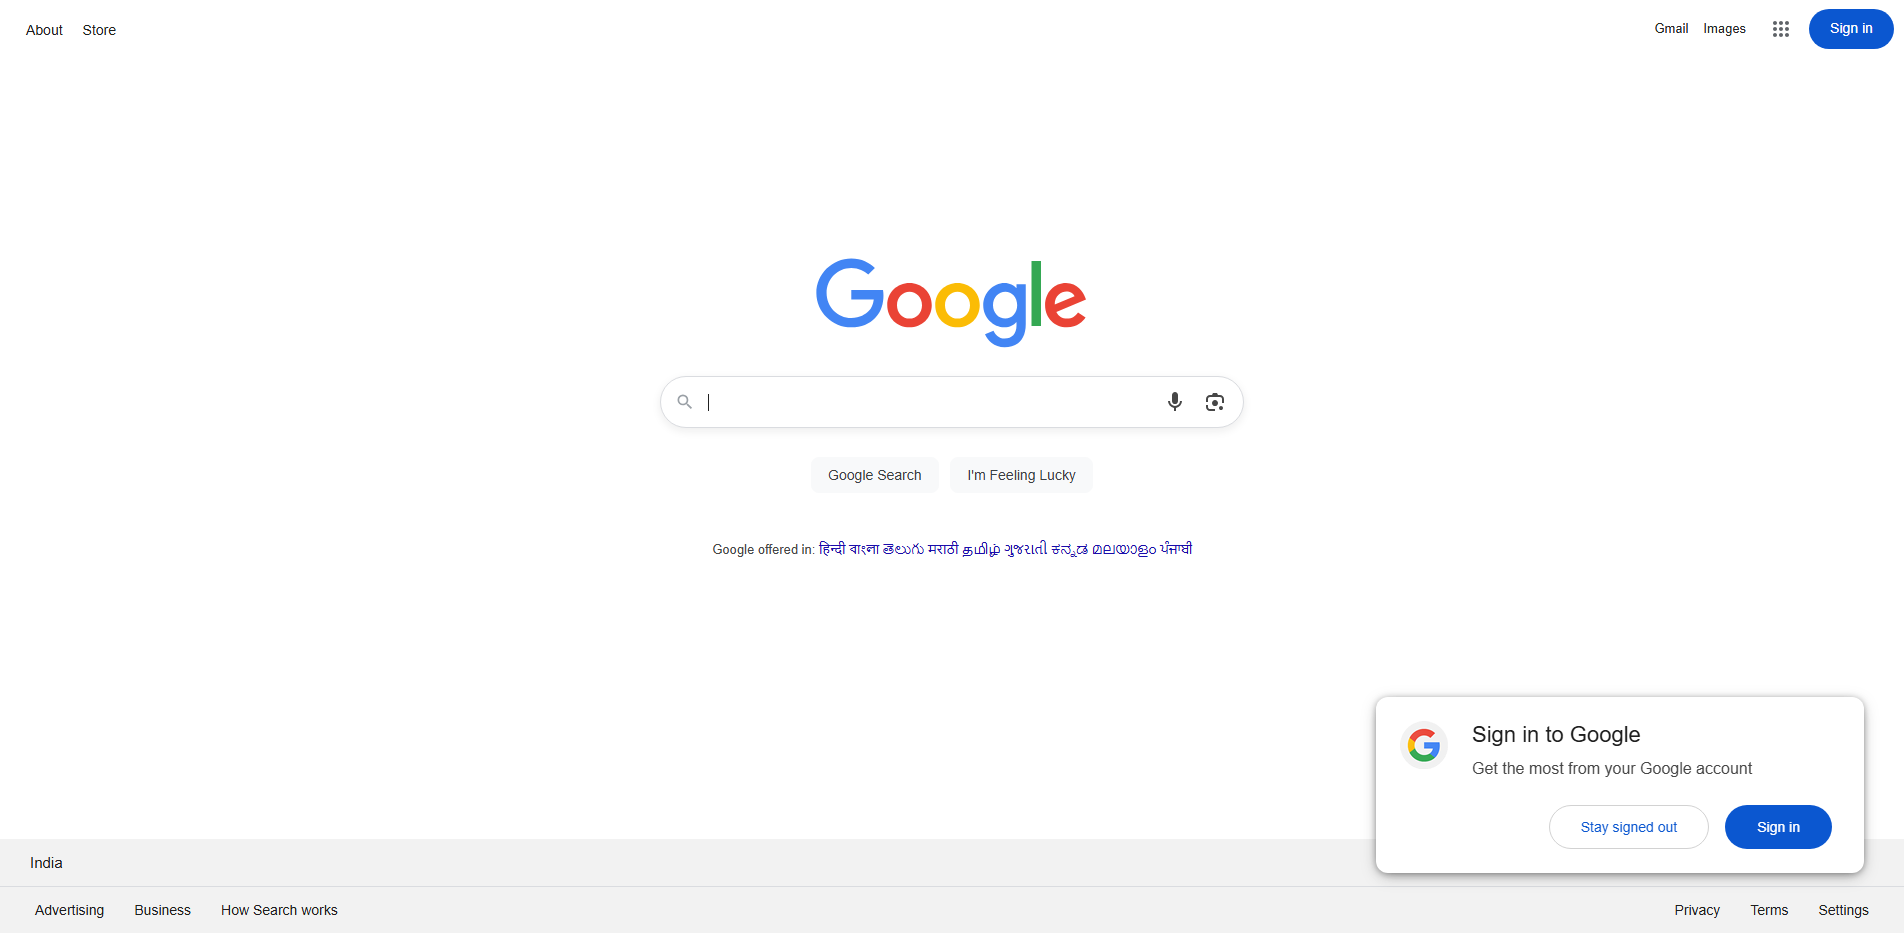 About Store
Gmail Images Sign in
Google
Google Search I'm Feeling Lucky
Google offered in: हिन्दी বাংলা తెలుగు मराठी தமிழ் ગુજરાતી ಕನ್ನಡ മലയാളം ਪੰਜਾਬੀ
Sign in to Google
Get the most from your Google account
Stay signed out Sign in
India
Advertising Business How Search works
Privacy Terms Settings